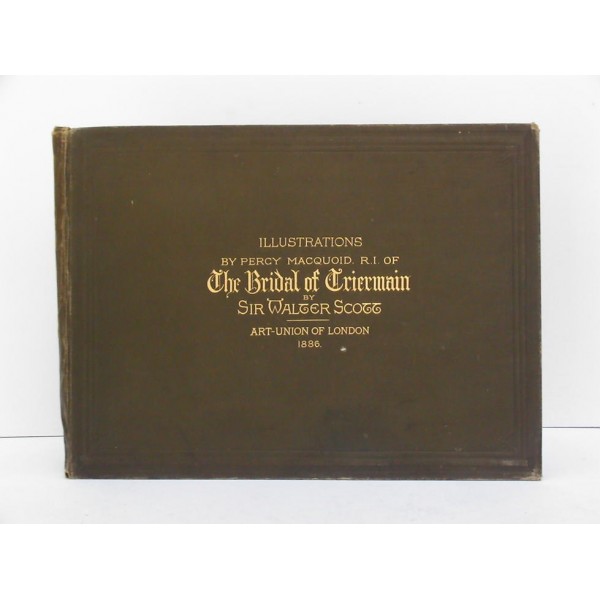 ILLUSTRATIONS
BY PERCY MACQUOID. R.I. OF
The Bridal of Triermain
BY
SIR WALTER SCOTT
ART-UNION OF LONDON
1886.